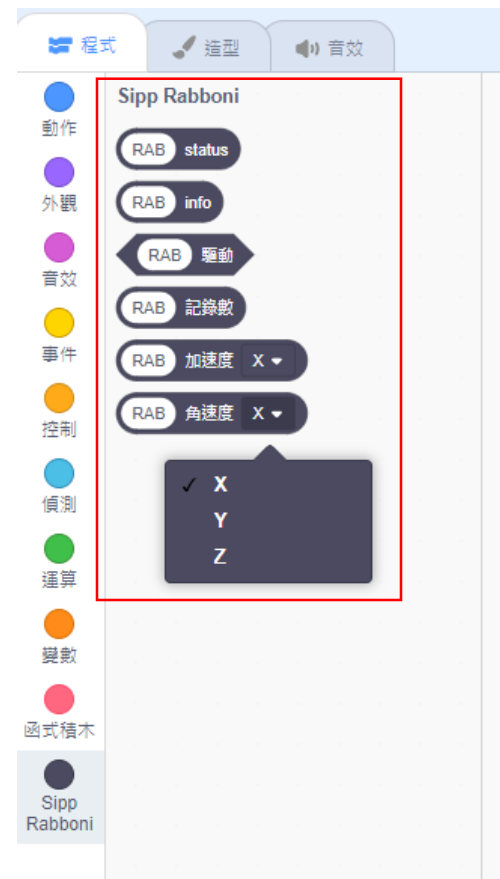 程式
造型
音效
動作
外觀
音效
事件
控制
偵測
運算
變數
函式積木
Sipp
Rabboni
Sipp Rabboni
RAB status
RAB info
RAB 驅動
RAB 記錄數
RAB 加速度 X
RAB 角速度 X
✓ X
Y
Z